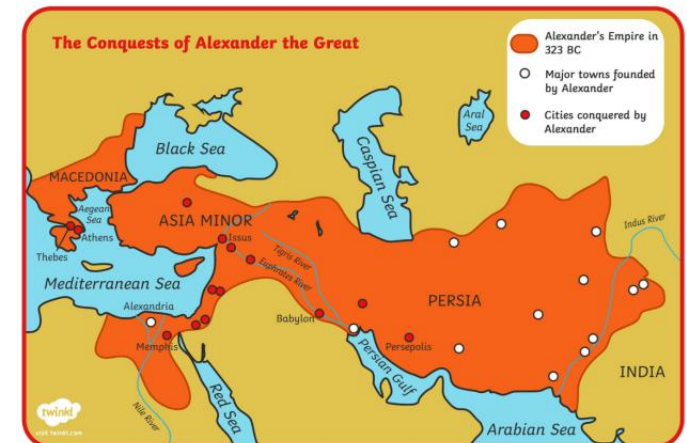 The Conquests of Alexander the Great
Alexander's Empire in
323 BC
Major towns founded
by Alexander
Cities conquered by
Alexander
Aral
Sea
Black Sea
Caspian Sea
MACEDONIA
Aegean
Sea
ASIA MINOR
Indus River
Athens
Issus
Thebes
Tigris River
Euphrates River
Mediterranean Sea
Alexandria
PERSIA
Babylon
Memphis
Persepolis
Persian Gulf
INDIA
Nile River
Red Sea
Arabian Sea
twinkl
visit twinkl.com